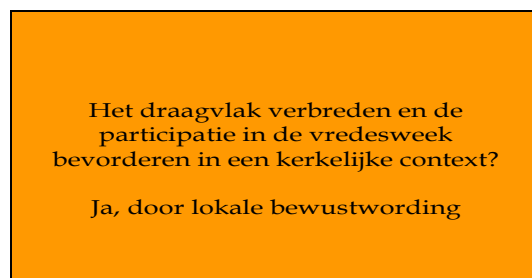 Het draagvlak verbreden en de
participatie in de vredesweek
bevorderen in een kerkelijke context?
Ja, door lokale bewustwording